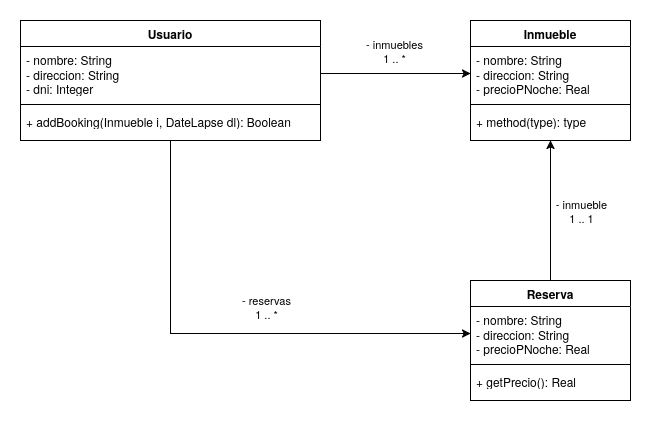 Usuario
- nombre: String
- direccion: String
- dni: Integer
+ addBooking(Inmueble i, DateLapse dl): Boolean
- inmuebles
1 .. *
Inmueble
- nombre: String
- direccion: String
- precioPNoche: Real
+ method(type): type
- inmueble
1 .. 1
- reservas
1 .. *
Reserva
- nombre: String
- direccion: String
- precioPNoche: Real
+ getPrecio(): Real